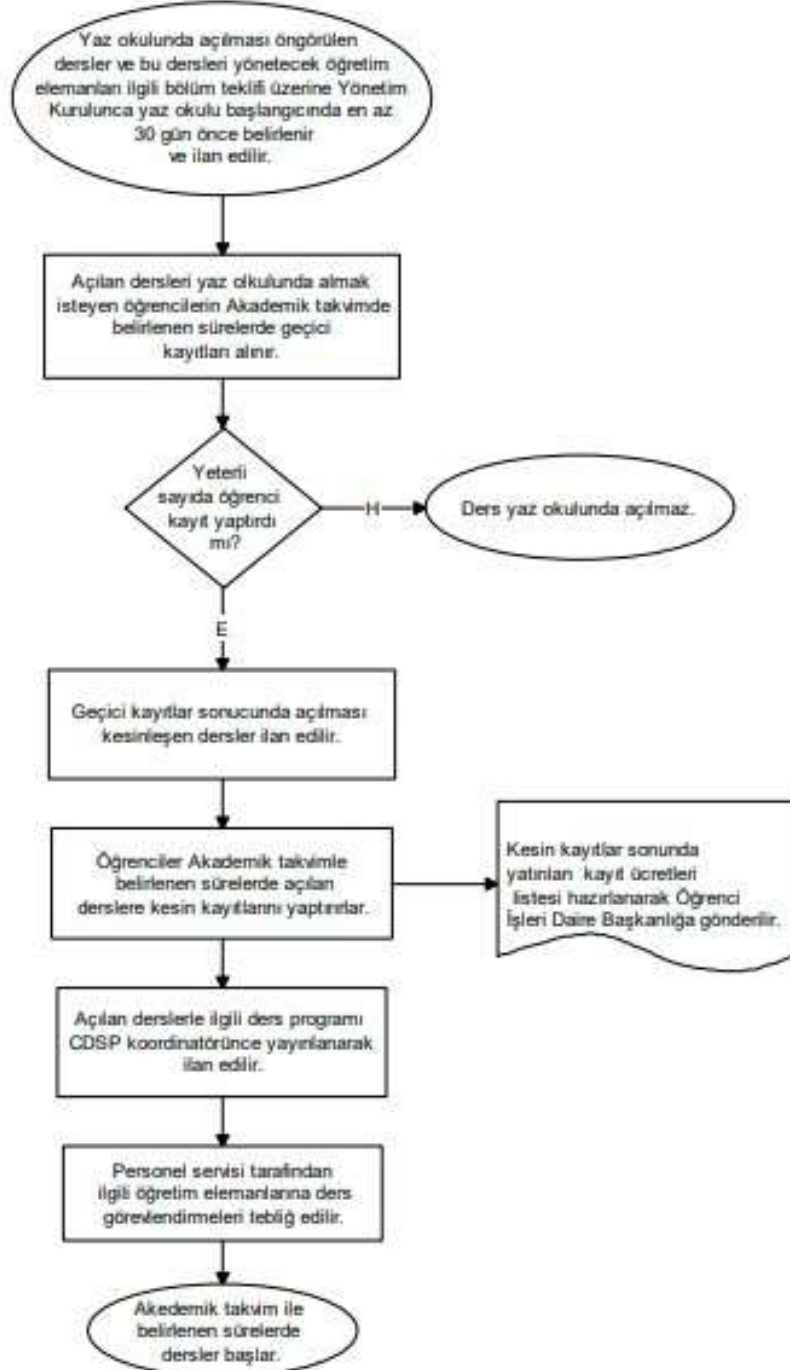 Yaz okulunda açılması öngörülen
dersler ve bu dersleri yönetecek öğretim
elemanları ilgili bölüm teklifi üzerine Yönetim
Kurulunca yaz okulu başlangıcında en az
30 gün önce belirlenir
ve ilan edilir.
Açılan dersleri yaz olkulunda almak
isteyen öğrencilerin Akademik takvimde
belirlenen sürelerde geçici
kayıtları alınır.
Yeterli
sayıda öğrenci
kayıt yaptırdı
mı?
H
Ders yaz okulunda açılmaz.
E
Geçici kayıtlar sonucunda açılması
kesinleşen dersler ilan edilir.
Öğrenciler Akademik takvimle
belirlenen sürelerde açılan
derslere kesin kayıtlarını yaptırırlar.
Kesin kayıtlar sonunda
yatırılan kayıt ücretleri
listesi hazırlanarak Öğrenci
İşleri Daire Başkanlığa gönderilir.
Açılan derslerle ilgili ders programı
CDSP koordinatörünce yayınlanarak
ilan edilir.
Personel servisi tarafından
ilgili öğretim elemanlarına ders
görevlendirmeleri tebliğ edilir.
Akedemik takvim ile
belirlenen sürelerde
dersler başlar.